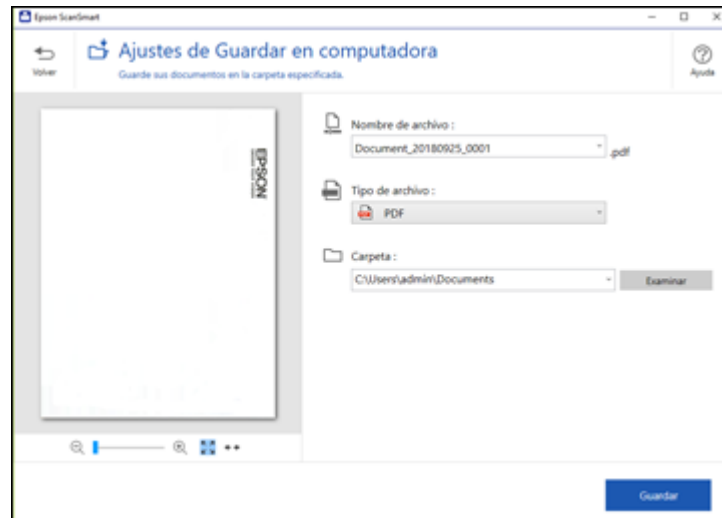 Epson ScanSmart
Volver
Ajustes de Guardar en computadora
Guarde sus documentos en la carpeta especificada.
Ayuda
EPSON
Nombre de archivo :
Document_20180925_0001
.pdf
Tipo de archivo :
PDF
Carpeta :
C:\Users\admin\Documents
Examinar
Guardar